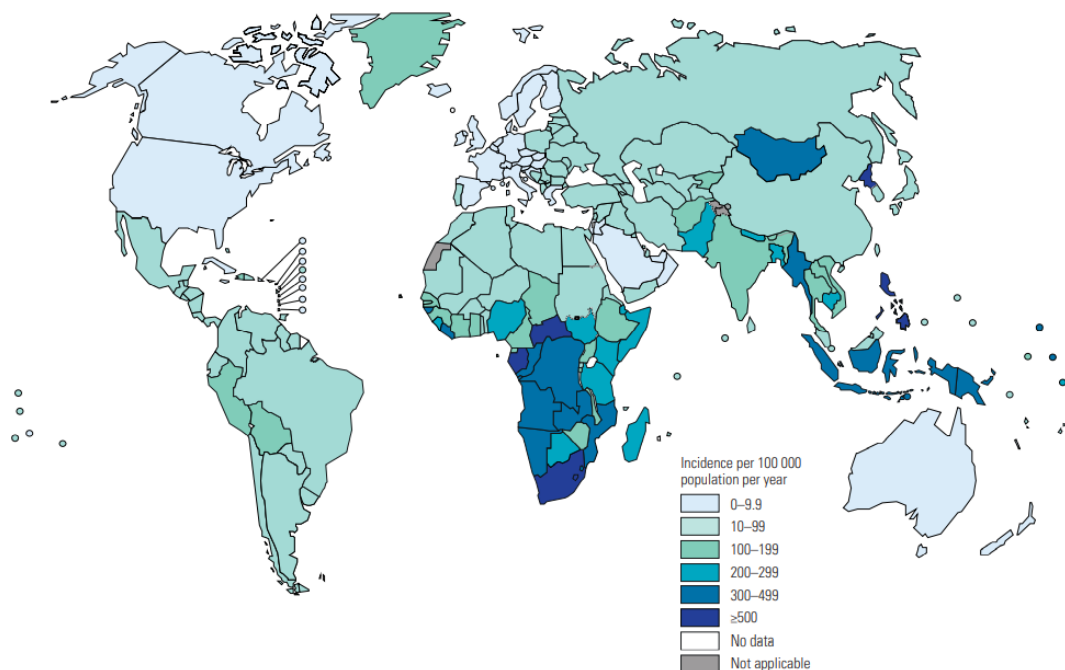 Incidence per 100 000
population per year
0–9.9
10–99
100–199
200–299
300–499
≥500
No data
Not applicable